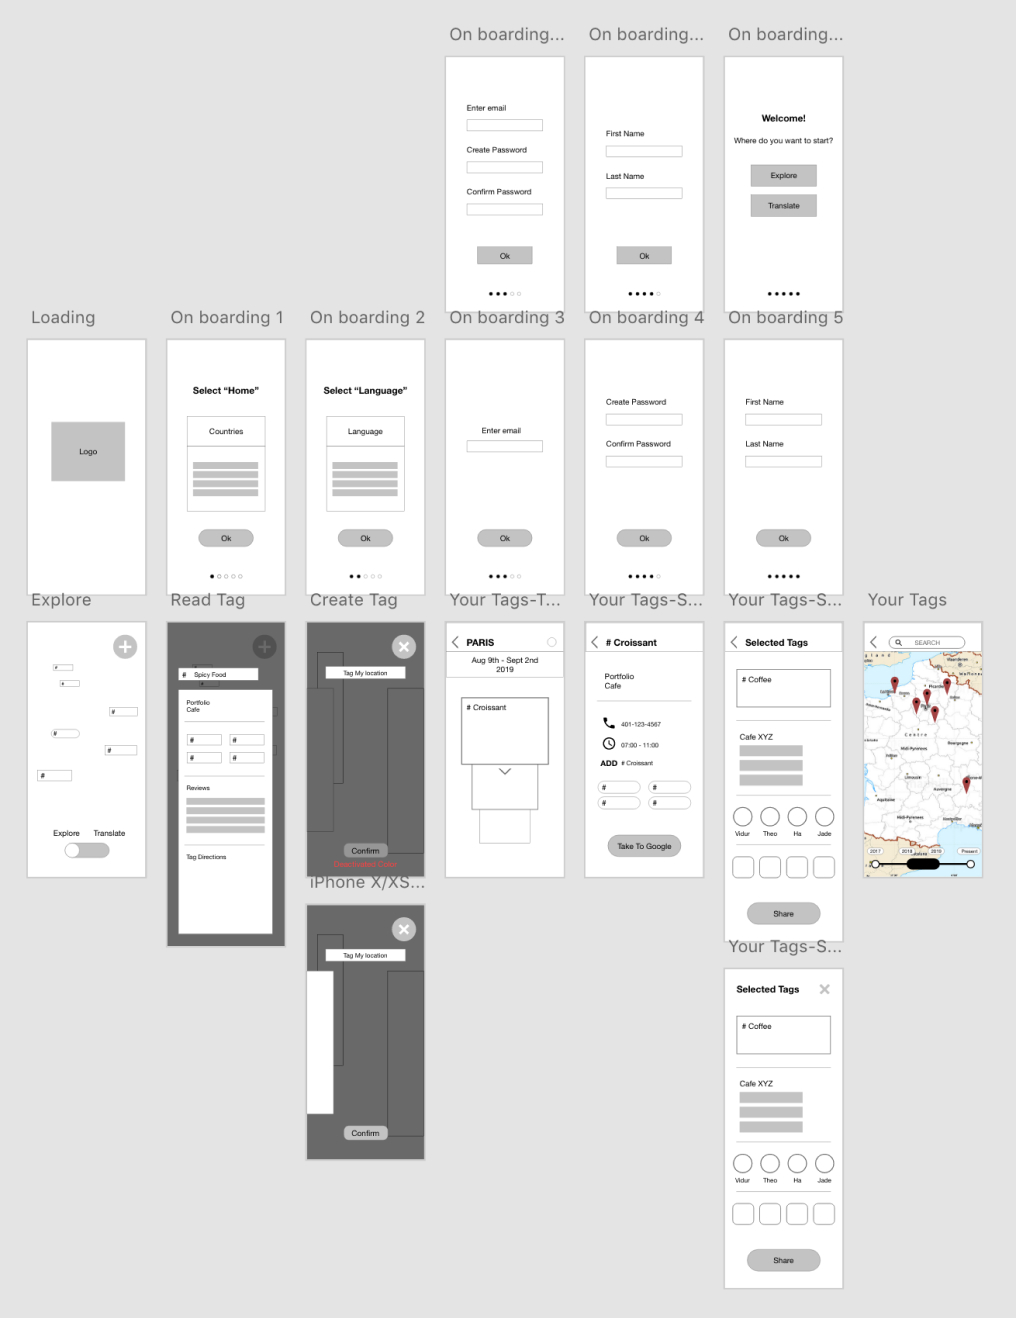 On boarding...
On boarding...
On boarding...
Enter email
Create Password
Confirm Password
Ok
First Name
Last Name
Ok
Welcome!
Where do you want to start?
Explore
Translate
Loading
On boarding 1
On boarding 2
On boarding 3
On boarding 4
On boarding 5
Logo
Select “Home”
Countries
Ok
Select “Language”
Language
Ok
Enter email
Ok
Create Password
Confirm Password
Ok
First Name
Last Name
Ok
Explore
Read Tag
Create Tag
Your Tags-T...
Your Tags-S...
Your Tags-S...
Your Tags
#
#
#
#
#
#
Explore
Translate
# Spicy Food
Portfolio
Cafe
# #
# #
Reviews
Tag Directions
Tag My location
Confirm
PARIS
Aug 9th - Sept 2nd
2019
# Croissant
# Croissant
Portfolio
Cafe
401-123-4567
07:00 - 11:00
ADD # Croissant
# #
# #
Take To Google
Selected Tags
# Coffee
Cafe XYZ
Vidur Theo Ha Jade
Share
SEARCH
Centre
2017 2018 2019 Present
iPhone X/XS...
Tag My location
Confirm
Your Tags-S...
Selected Tags
# Coffee
Cafe XYZ
Vidur Theo Ha Jade
Share